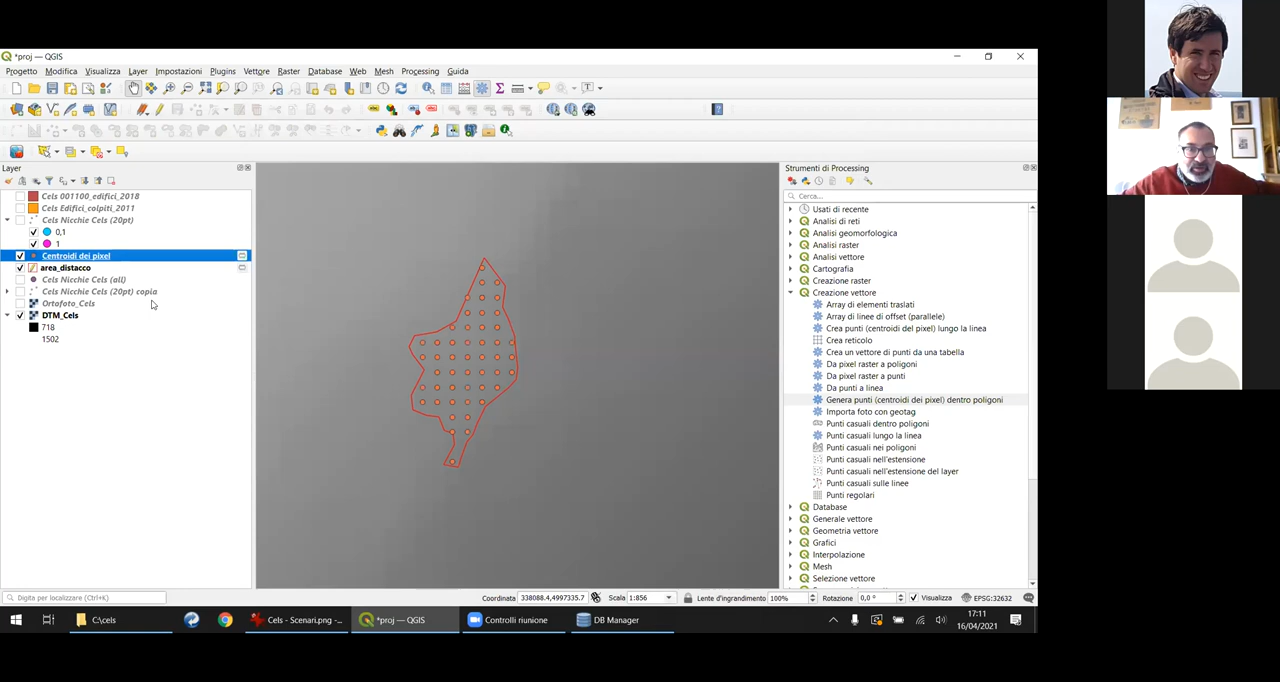 *proj — QGIS
Progetto Modifica Visualizza Layer Impostazioni Plugins Vettore Raster Database Web Mesh Processing Guida
Layer
Cels 001100_edifici_2018
Cels Edifici_colpiti_2011
Cels Nicchie Cels (20pt)
0,1
1
Centroidi dei pixel
area_distacco
Cels Nicchie Cels (all)
Cels Nicchie Cels (20pt) copia
Ortafoto_Cels
DTM_Cels
718
1502
Strumenti di Processing
Cerca...
Usati di recente
Analisi di reti
Analisi geomorfologica
Analisi raster
Analisi vettore
Cartografia
Creazione raster
Creazione vettore
Array di elementi traslati
Array di linee di offset (parallele)
Crea punti (centroidi del pixel) lungo la linea
Crea reticolo
Crea un vettore di punti da una tabella
Da pixel raster a poligoni
Da pixel raster a punti
Da punti a linea
Genera punti (centroidi dei pixel) dentro poligoni
Importa foto con geotag
Punti casuali dentro poligoni
Punti casuali lungo la linea
Punti casuali nei poligoni
Punti casuali nell'estensione
Punti casuali nell'estensione del layer
Punti casuali sulle linee
Punti regolari
Database
Generale vettore
Geometria vettore
Grafici
Interpolazione
Mesh
Selezione vettore
Digita per localizzare (Ctrl+K)
Coordinata 338088.4,4997335.7 Scala 1:856 Lente d'ingrandimento 100% Rotazione 0,0 ° Visualizza EPSG:32632
C:\cels Cels - Scenari.png -... *proj — QGIS Controlli riunione DB Manager
17:11
16/04/2021